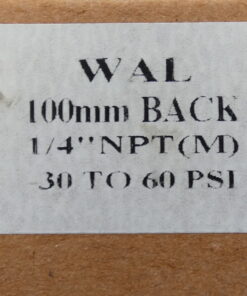 WAL
100mm BACK
1/4"NPT(M)
-30 TO 60 PSI